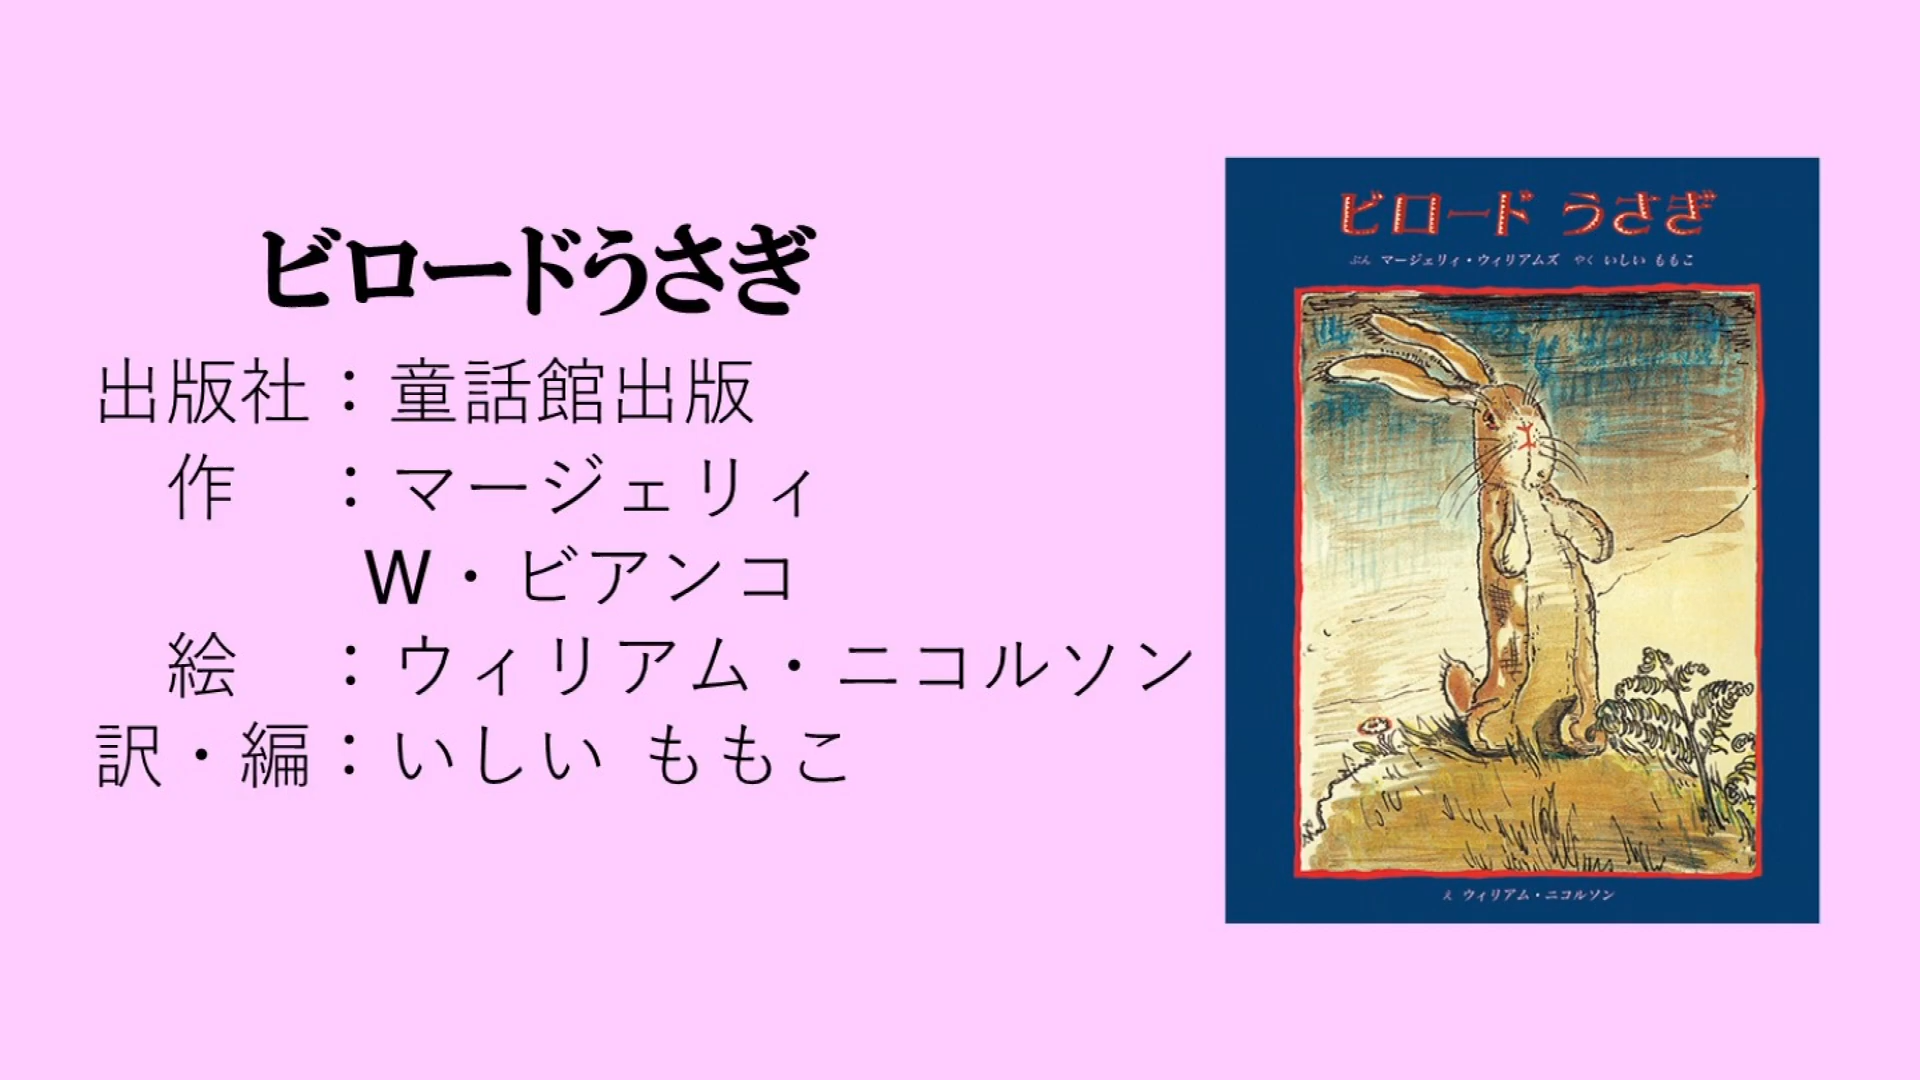 ビロードうさぎ
出版社：童話館出版
作　：マージェリィ
W・ビアンコ
絵　：ウィリアム・ニコルソン
訳・編：いしい ももこ
ビロード うさぎ
ぶん マージェリィ・ウィリアムズ　やく いしい ももこ
え ウィリアム・ニコルソン